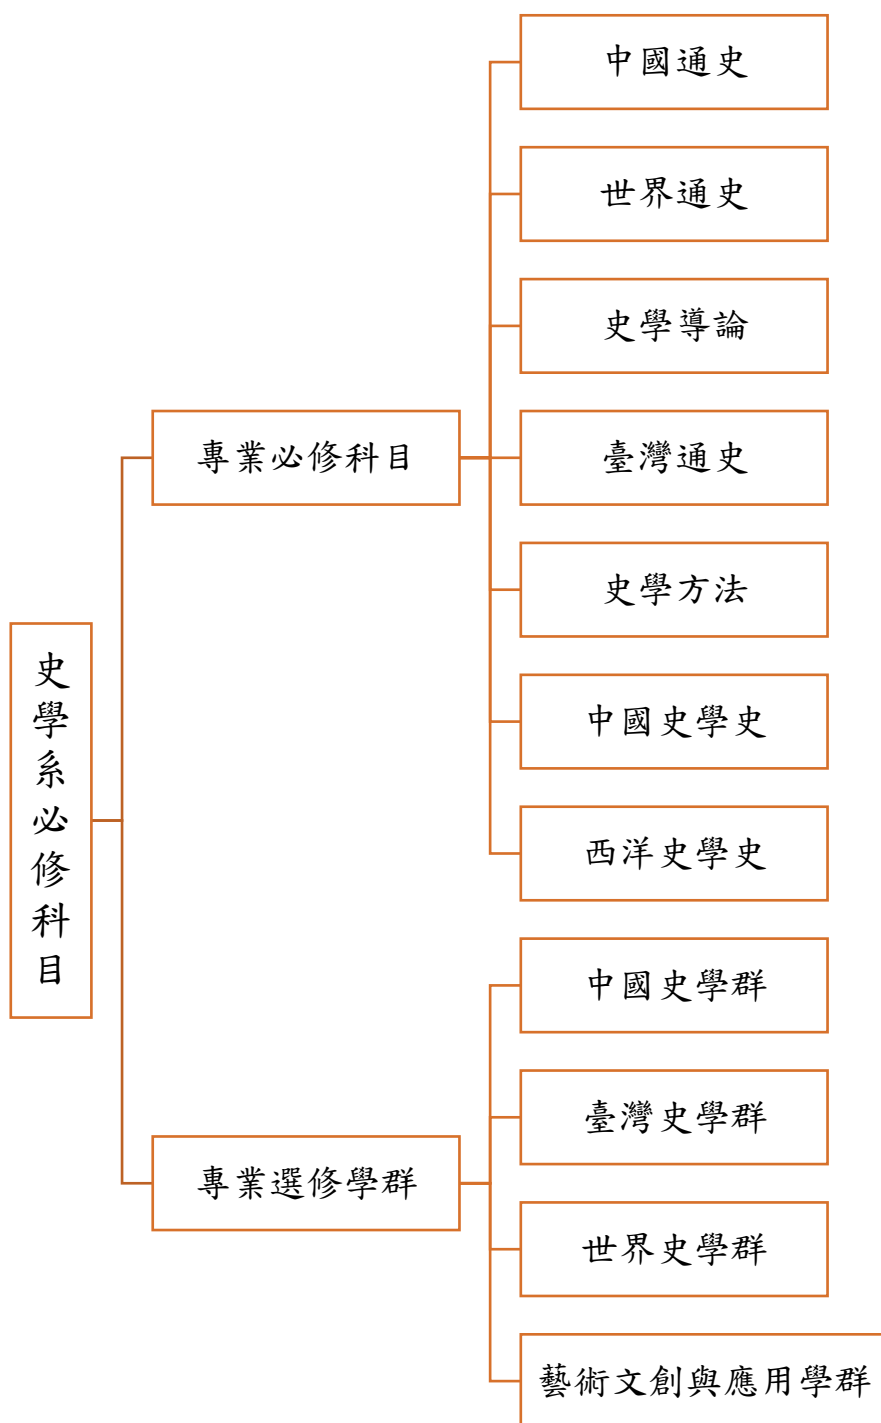 史學系必修科目
專業必修科目
中國通史
世界通史
史學導論
臺灣通史
史學方法
中國史學史
西洋史學史
專業選修學群
中國史學群
臺灣史學群
世界史學群
藝術文創與應用學群